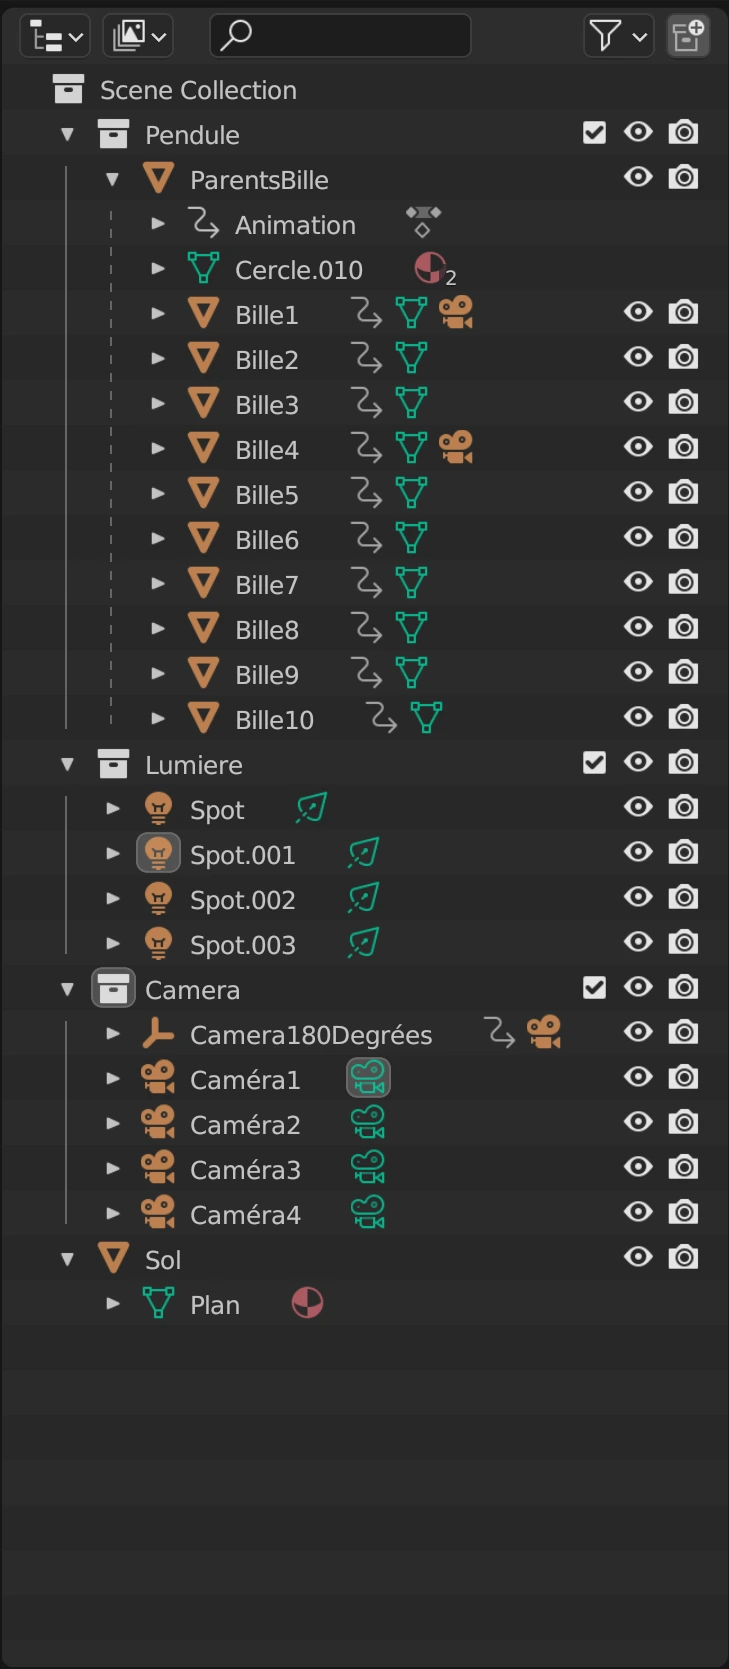 Scene Collection
Pendule
ParentsBille
Animation
Cercle.010 2
Bille1
Bille2
Bille3
Bille4
Bille5
Bille6
Bille7
Bille8
Bille9
Bille10
Lumiere
Spot
Spot.001
Spot.002
Spot.003
Camera
Camera180Degrées
Caméra1
Caméra2
Caméra3
Caméra4
Sol
Plan